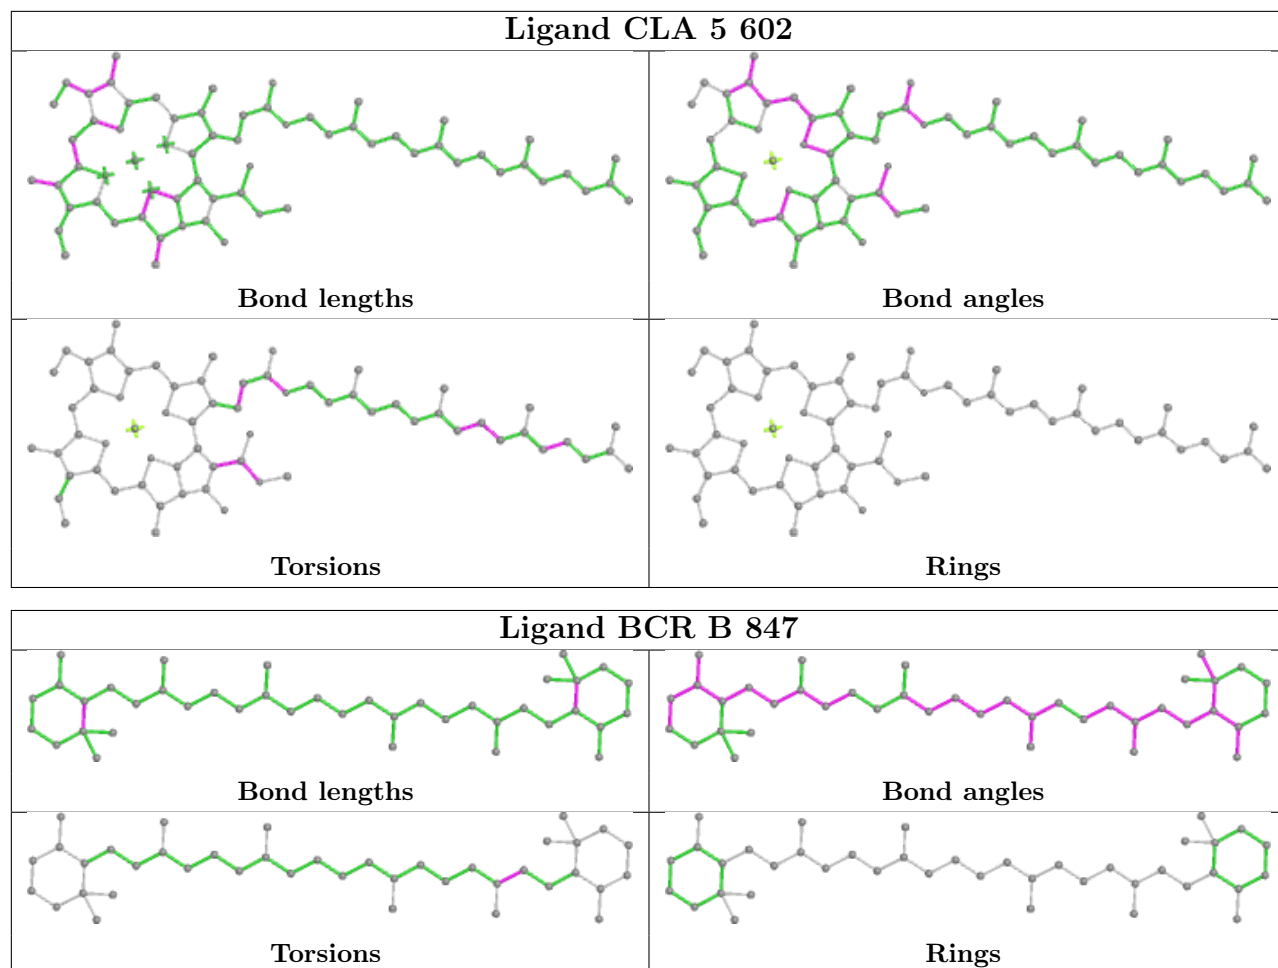 Ligand CLA 5 602
Bond lengths
Bond angles
Torsions
Rings
Ligand BCR B 847
Bond lengths
Bond angles
Torsions
Rings